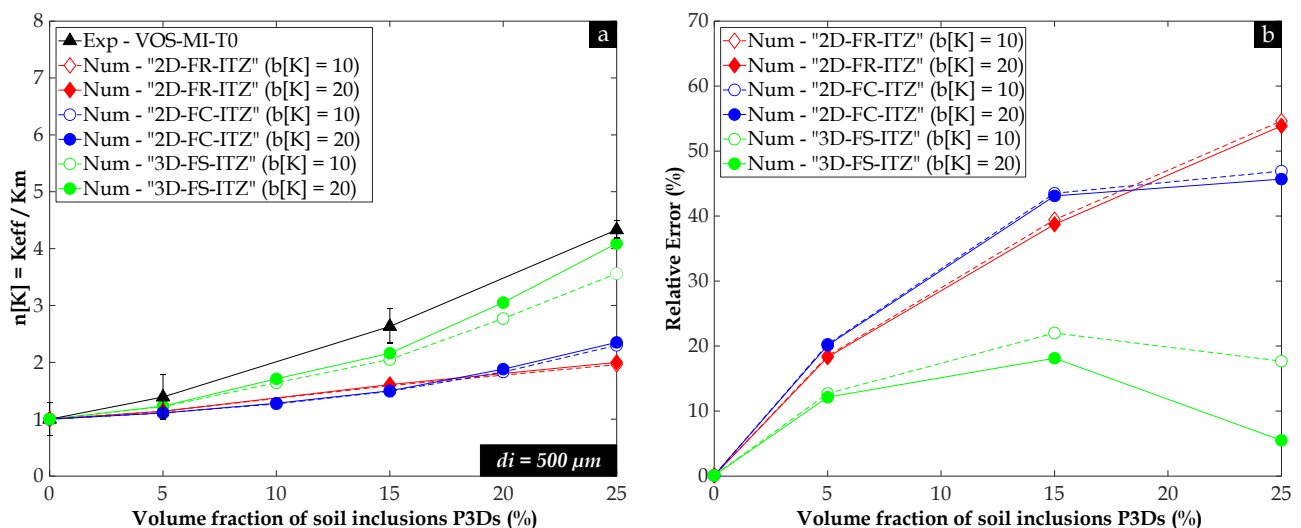 8
7
6
5
4
3
2
1
0
n[K] = Keff / Km
a
Exp - VOS-MI-T0
Num - "2D-FR-ITZ" (b[K] = 10)
Num - "2D-FR-ITZ" (b[K] = 20)
Num - "2D-FC-ITZ" (b[K] = 10)
Num - "2D-FC-ITZ" (b[K] = 20)
Num - "3D-FS-ITZ" (b[K] = 10)
Num - "3D-FS-ITZ" (b[K] = 20)
di = 500 μm
0 5 10 15 20 25
Volume fraction of soil inclusions P3Ds (%)
70
60
50
40
30
20
10
0
Relative Error (%)
b
Num - "2D-FR-ITZ" (b[K] = 10)
Num - "2D-FR-ITZ" (b[K] = 20)
Num - "2D-FC-ITZ" (b[K] = 10)
Num - "2D-FC-ITZ" (b[K] = 20)
Num - "3D-FS-ITZ" (b[K] = 10)
Num - "3D-FS-ITZ" (b[K] = 20)
0 5 10 15 20 25
Volume fraction of soil inclusions P3Ds (%)